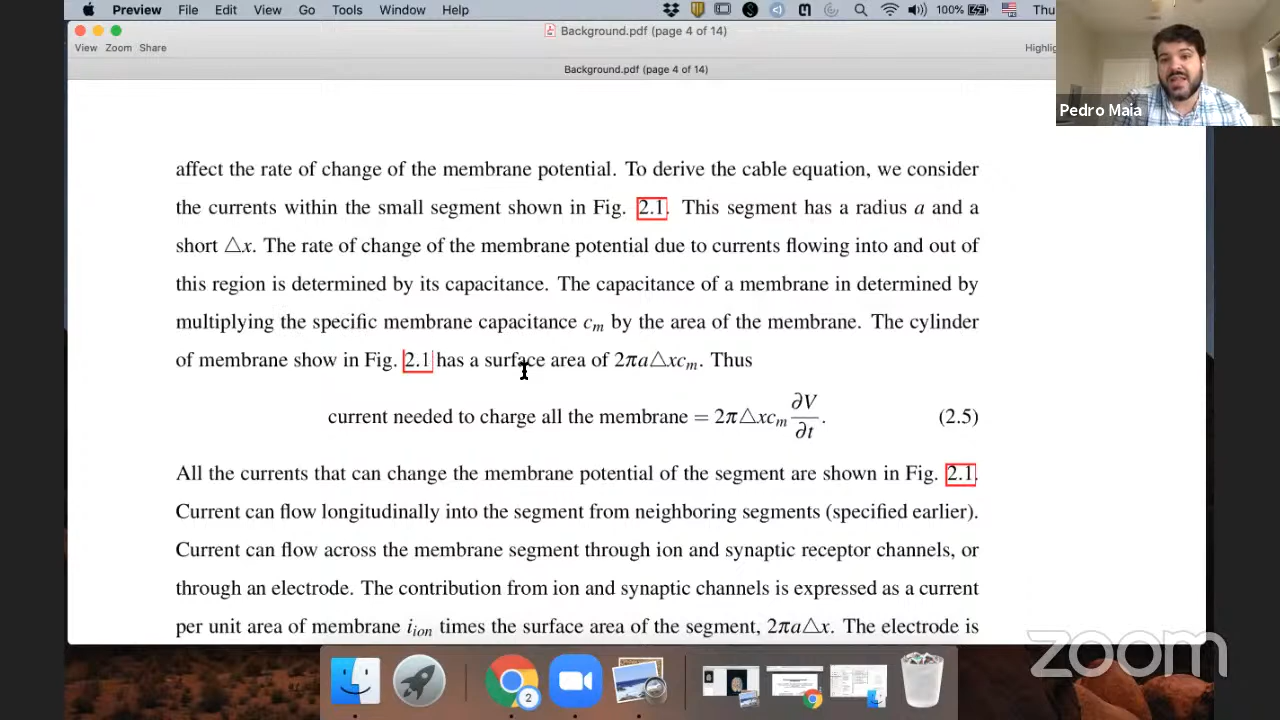 Preview File Edit View Go Tools Window Help 100% Thu
Background.pdf (page 4 of 14)
View Zoom Share Highlig
Background.pdf (page 4 of 14)
Pedro Maia
affect the rate of change of the membrane potential. To derive the cable equation, we consider
the currents within the small segment shown in Fig. 2.1. This segment has a radius a and a
short △x. The rate of change of the membrane potential due to currents flowing into and out of
this region is determined by its capacitance. The capacitance of a membrane in determined by
multiplying the specific membrane capacitance cₘ by the area of the membrane. The cylinder
of membrane show in Fig. 2.1 has a surface area of 2πa△xcₘ. Thus
current needed to charge all the membrane = 2π△xcₘ ∂V/∂t. (2.5)
All the currents that can change the membrane potential of the segment are shown in Fig. 2.1.
Current can flow longitudinally into the segment from neighboring segments (specified earlier).
Current can flow across the membrane segment through ion and synaptic receptor channels, or
through an electrode. The contribution from ion and synaptic channels is expressed as a current
per unit area of membrane iᵢₒₙ times the surface area of the segment, 2πa△x. The electrode is
zoom
2